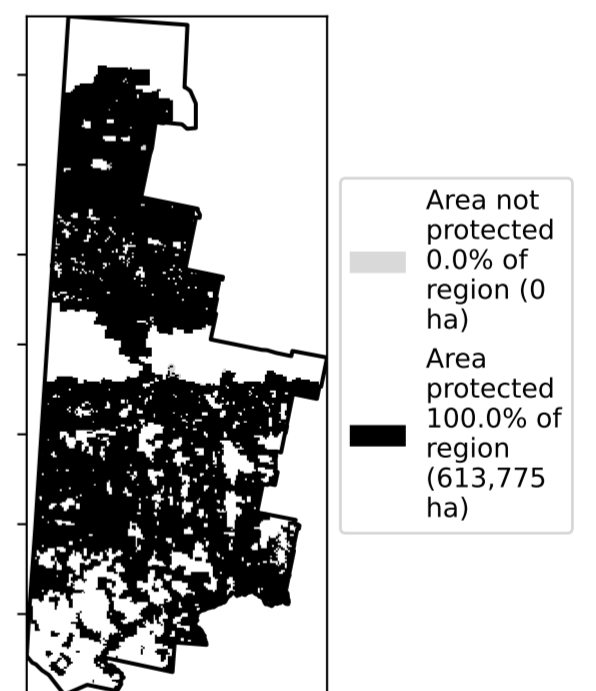 Area not
protected
0.0% of
region (0
ha)
Area
protected
100.0% of
region
(613,775
ha)